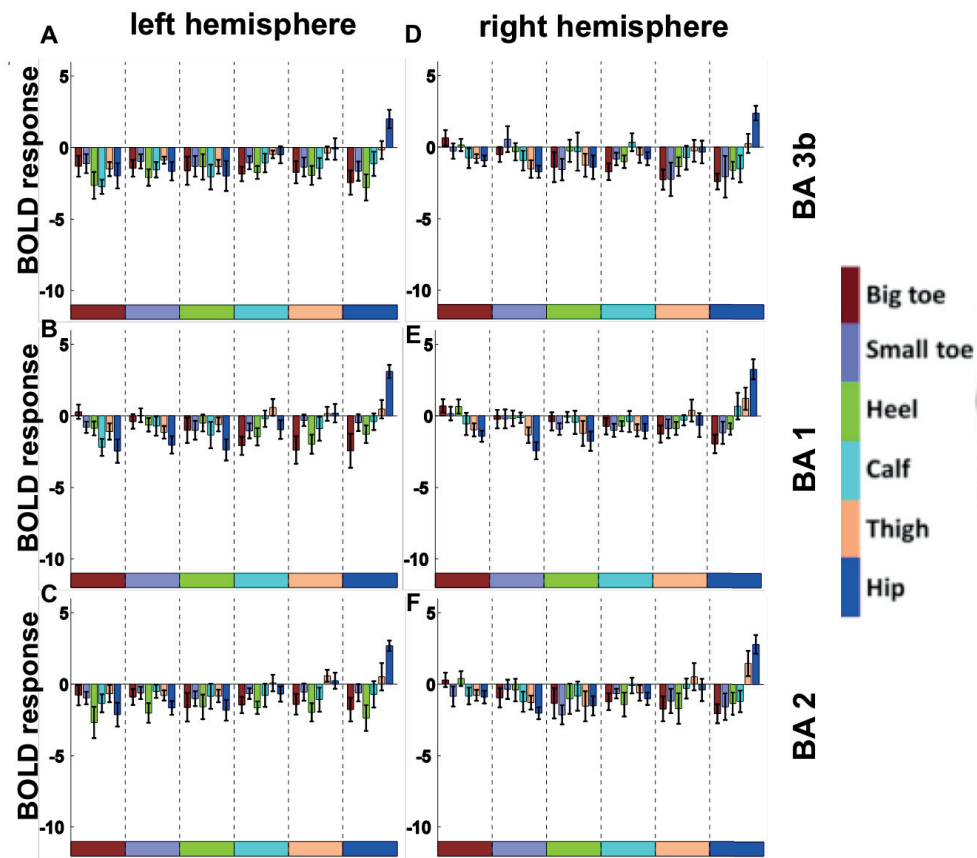 left hemisphere
right hemisphere
A
D
BOLD response
5
0
-5
-10
5
0
-5
-10
BA 3b
B
E
BOLD response
5
0
-5
-10
5
0
-5
-10
BA 1
C
F
BOLD response
5
0
-5
-10
5
0
-5
-10
BA 2
Big toe
Small toe
Heel
Calf
Thigh
Hip